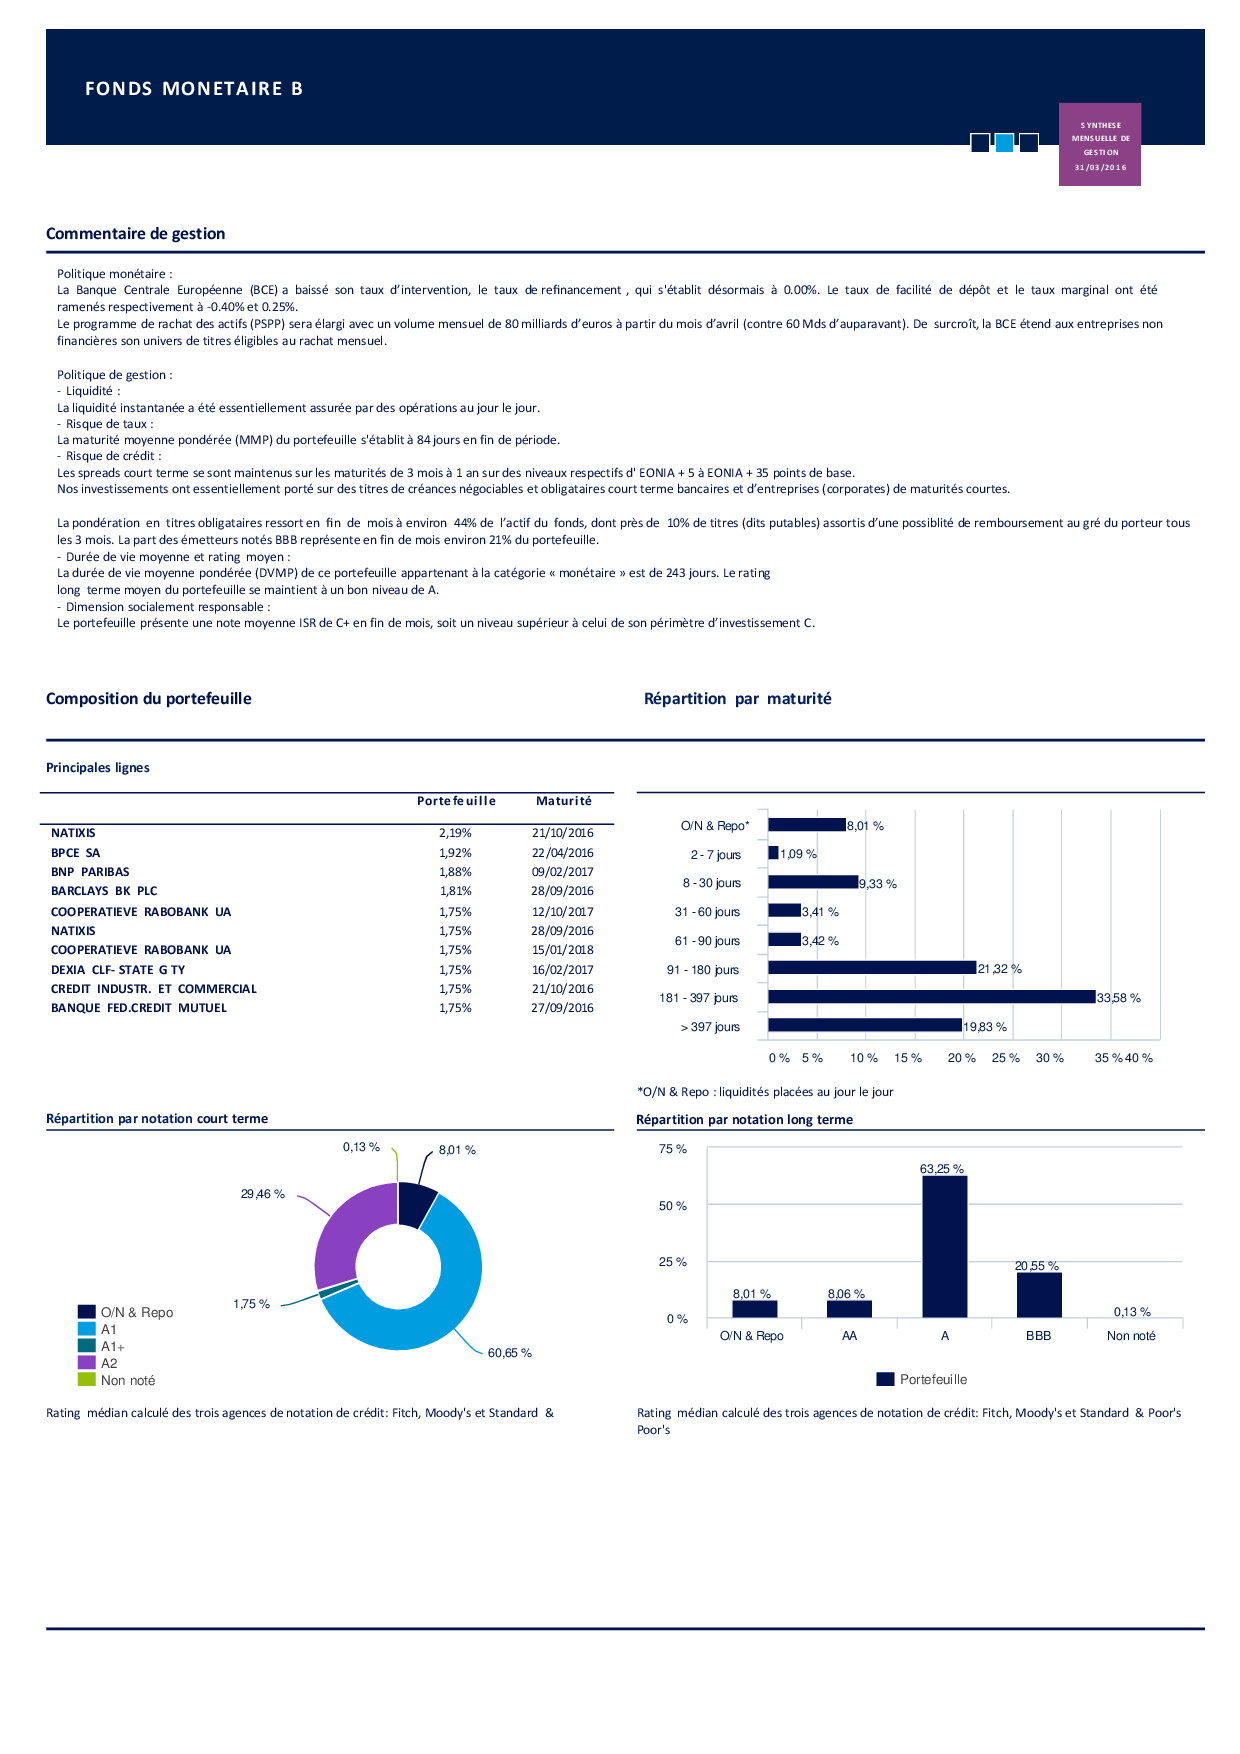 FONDS MONETAIRE B
SYNTHESE
MENSUELLE DE
GESTION
31/03/2016
Commentaire de gestion
Politique monétaire :
La Banque Centrale Européenne (BCE) a baissé son taux d’intervention, le taux de refinancement , qui s'établit désormais à 0.00%. Le taux de facilité de dépôt et le taux marginal ont été
ramenés respectivement à -0.40% et 0.25%.
Le programme de rachat des actifs (PSPP) sera élargi avec un volume mensuel de 80 milliards d’euros à partir du mois d’avril (contre 60 Mds d’auparavant). De surcroît, la BCE étend aux entreprises non
financières son univers de titres éligibles au rachat mensuel.
Politique de gestion :
- Liquidité :
La liquidité instantanée a été essentiellement assurée par des opérations au jour le jour.
- Risque de taux :
La maturité moyenne pondérée (MMP) du portefeuille s'établit à 84 jours en fin de période.
- Risque de crédit :
Les spreads court terme se sont maintenus sur les maturités de 3 mois à 1 an sur des niveaux respectifs d' EONIA + 5 à EONIA + 35 points de base.
Nos investissements ont essentiellement porté sur des titres de créances négociables et obligataires court terme bancaires et d’entreprises (corporates) de maturités courtes.
La pondération en titres obligataires ressort en fin de mois à environ 44% de l’actif du fonds, dont près de 10% de titres (dits putables) assortis d’une possiblité de remboursement au gré du porteur tous
les 3 mois. La part des émetteurs notés BBB représente en fin de mois environ 21% du portefeuille.
- Durée de vie moyenne et rating moyen :
La durée de vie moyenne pondérée (DVMP) de ce portefeuille appartenant à la catégorie « monétaire » est de 243 jours. Le rating
long terme moyen du portefeuille se maintient à un bon niveau de A.
- Dimension socialement responsable :
Le portefeuille présente une note moyenne ISR de C+ en fin de mois, soit un niveau supérieur à celui de son périmètre d’investissement C.
Composition du portefeuille
Principales lignes
Portefeuille Maturité
NATIXIS 2,19% 21/10/2016
BPCE SA 1,92% 22/04/2016
BNP PARIBAS 1,88% 09/02/2017
BARCLAYS BK PLC 1,81% 28/09/2016
COOPERATIEVE RABOBANK UA 1,75% 12/10/2017
NATIXIS 1,75% 28/09/2016
COOPERATIEVE RABOBANK UA 1,75% 15/01/2018
DEXIA CLF- STATE G TY 1,75% 16/02/2017
CREDIT INDUSTR. ET COMMERCIAL 1,75% 21/10/2016
BANQUE FED.CREDIT MUTUEL 1,75% 27/09/2016
Répartition par maturité
O/N & Repo* 8,01 %
2 - 7 jours 1,09 %
8 - 30 jours 9,33 %
31 - 60 jours 3,41 %
61 - 90 jours 3,42 %
91 - 180 jours 21,32 %
181 - 397 jours 33,58 %
> 397 jours 19,83 %
0 % 5 % 10 % 15 % 20 % 25 % 30 % 35 % 40 %
*O/N & Repo : liquidités placées au jour le jour
Répartition par notation court terme
0,13 % 8,01 %
29,46 %
1,75 %
60,65 %
O/N & Repo
A1
A1+
A2
Non noté
Rating médian calculé des trois agences de notation de crédit: Fitch, Moody's et Standard &
Répartition par notation long terme
75 %
63,25 %
50 %
25 %
20,55 %
8,01 % 8,06 %
0,13 %
0 %
O/N & Repo AA A BBB Non noté
Portefeuille
Rating médian calculé des trois agences de notation de crédit: Fitch, Moody's et Standard & Poor's
Poor's